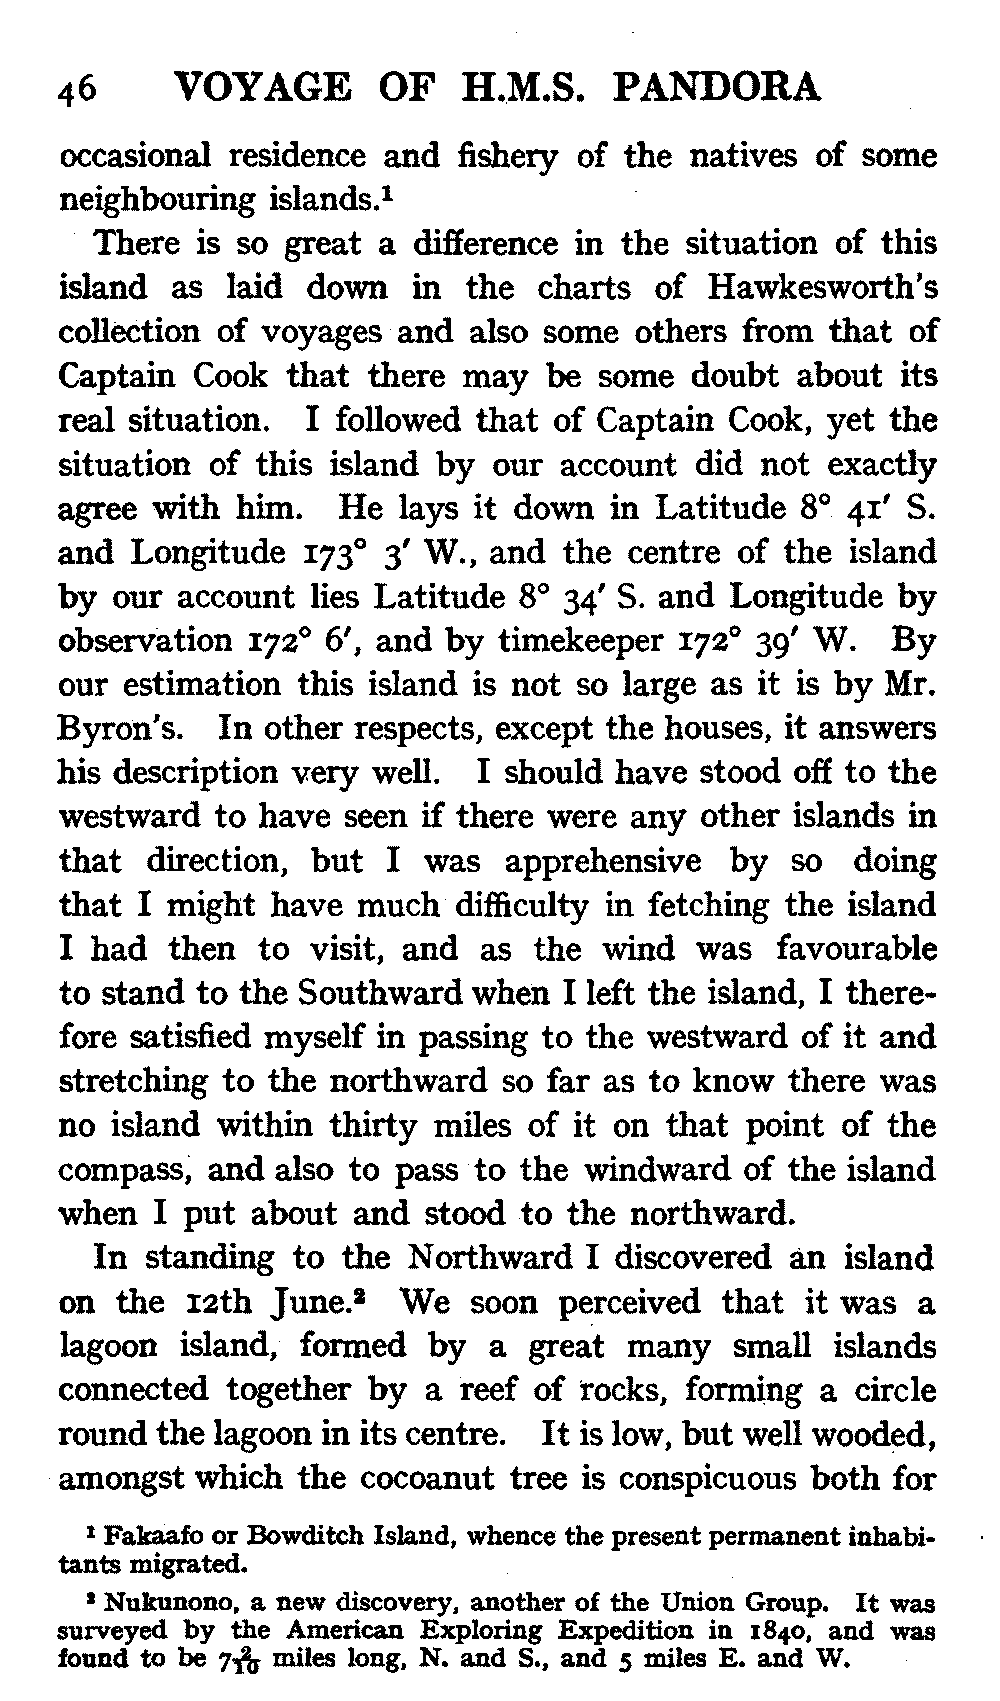 46 VOYAGE OF H.M.S. PANDORA
occasional residence and fishery of the natives of some
neighbouring islands.¹
There is so great a difference in the situation of this
island as laid down in the charts of Hawkesworth's
collection of voyages and also some others from that of
Captain Cook that there may be some doubt about its
real situation. I followed that of Captain Cook, yet the
situation of this island by our account did not exactly
agree with him. He lays it down in Latitude 8° 41′ S.
and Longitude 173° 3′ W., and the centre of the island
by our account lies Latitude 8° 34′ S. and Longitude by
observation 172° 6′, and by timekeeper 172° 39′ W. By
our estimation this island is not so large as it is by Mr.
Byron's. In other respects, except the houses, it answers
his description very well. I should have stood off to the
westward to have seen if there were any other islands in
that direction, but I was apprehensive by so doing
that I might have much difficulty in fetching the island
I had then to visit, and as the wind was favourable
to stand to the Southward when I left the island, I there-
fore satisfied myself in passing to the westward of it and
stretching to the northward so far as to know there was
no island within thirty miles of it on that point of the
compass, and also to pass to the windward of the island
when I put about and stood to the northward.
In standing to the Northward I discovered an island
on the 12th June.² We soon perceived that it was a
lagoon island, formed by a great many small islands
connected together by a reef of rocks, forming a circle
round the lagoon in its centre. It is low, but well wooded,
amongst which the cocoanut tree is conspicuous both for
¹ Fakaafo or Bowditch Island, whence the present permanent inhabi-
tants migrated.
² Nukunono, a new discovery, another of the Union Group. It was
surveyed by the American Exploring Expedition in 1840, and was
found to be 7 2/10 miles long, N. and S., and 5 miles E. and W.